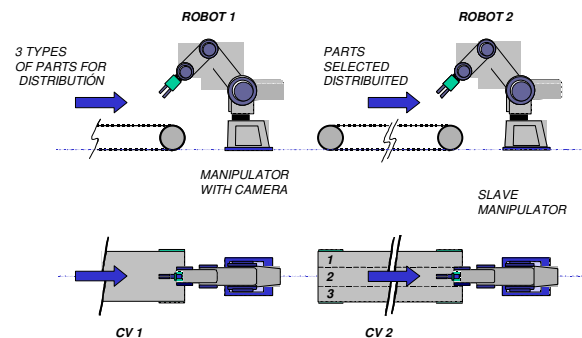 ROBOT 1
ROBOT 2
3 TYPES
OF PARTS FOR
DISTRIBUTIÓN
PARTS
SELECTED
DISTRIBUITED
MANIPULATOR
WITH CAMERA
SLAVE
MANIPULATOR
1
2
3
CV 1
CV 2